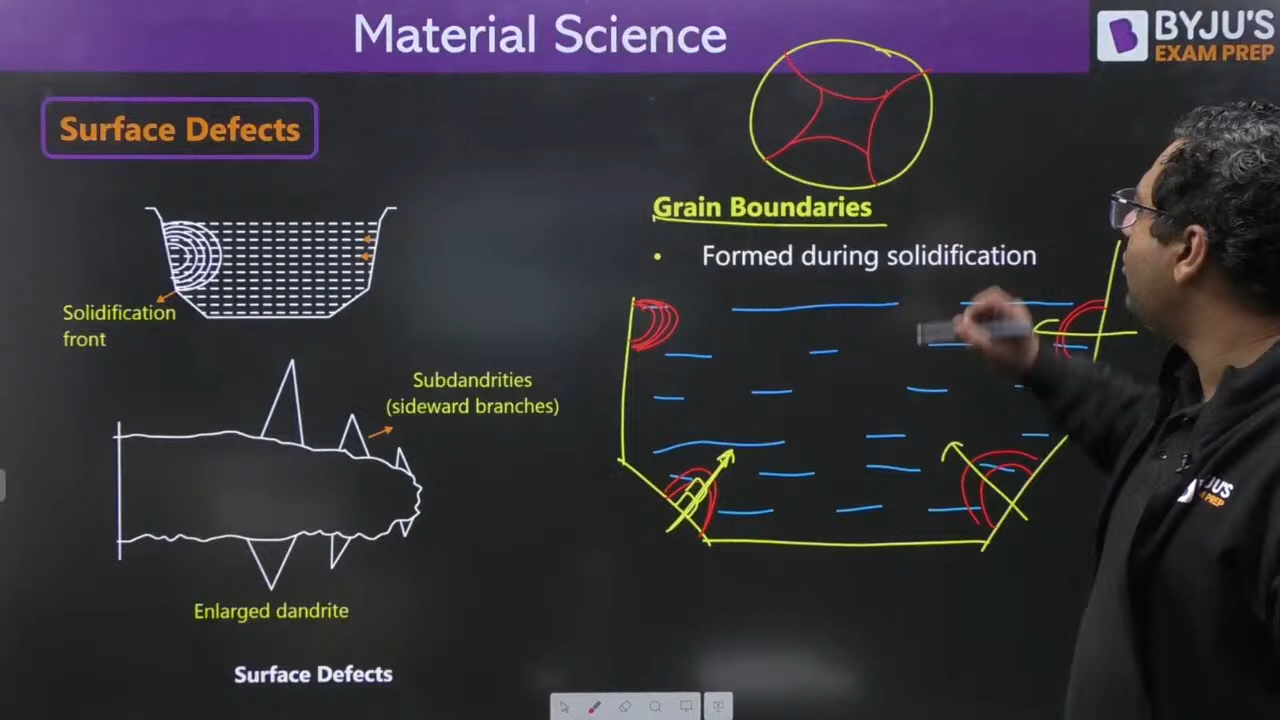 Material Science
BYJU'S
EXAM PREP
Surface Defects
Grain Boundaries
• Formed during solidification
Solidification
front
Subdandrities
(sideward branches)
Enlarged dandrite
Surface Defects
BYJU'S